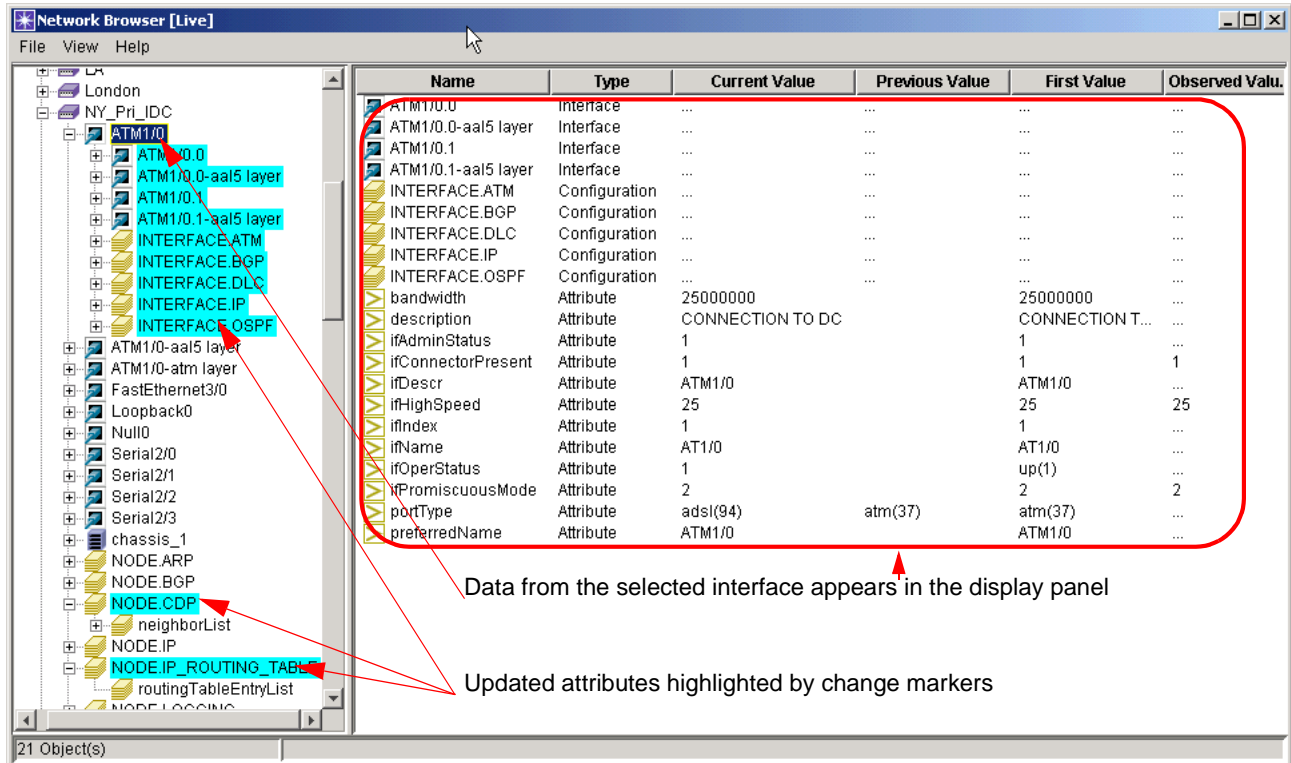 Network Browser [Live]
File View Help
LA
London
NY_Pri_IDC
ATM1/0
ATM1/0.0
ATM1/0.0-aal5 layer
ATM1/0.1
ATM1/0.1-aal5 layer
INTERFACE.ATM
INTERFACE.BGP
INTERFACE.DLC
INTERFACE.IP
INTERFACE.OSPF
ATM1/0-aal5 layer
ATM1/0-atm layer
FastEthernet3/0
Loopback0
Null0
Serial2/0
Serial2/1
Serial2/2
Serial2/3
chassis_1
NODE.ARP
NODE.BGP
NODE.CDP
neighborList
NODE.IP
NODE.IP_ROUTING_TABLE
routingTableEntryList
NODE.LOGGING
Name Type Current Value Previous Value First Value Observed Valu.
ATM1/0.0 Interface ... ... ... ...
ATM1/0.0-aal5 layer Interface ... ... ... ...
ATM1/0.1 Interface ... ... ... ...
ATM1/0.1-aal5 layer Interface ... ... ... ...
INTERFACE.ATM Configuration ... ... ... ...
INTERFACE.BGP Configuration ... ... ... ...
INTERFACE.DLC Configuration ... ... ... ...
INTERFACE.IP Configuration ... ... ... ...
INTERFACE.OSPF Configuration ... ... ... ...
bandwidth Attribute 25000000 25000000 ...
description Attribute CONNECTION TO DC CONNECTION T... ...
ifAdminStatus Attribute 1 1 ...
ifConnectorPresent Attribute 1 1 1
ifDescr Attribute ATM1/0 ATM1/0 ...
ifHighSpeed Attribute 25 25 25
ifIndex Attribute 1 1 ...
ifName Attribute AT1/0 AT1/0 ...
ifOperStatus Attribute 1 up(1) ...
ifPromiscuousMode Attribute 2 2 2
portType Attribute adsl(94) atm(37) atm(37) ...
preferredName Attribute ATM1/0 ATM1/0 ...
Data from the selected interface appears in the display panel
Updated attributes highlighted by change markers
21 Object(s)